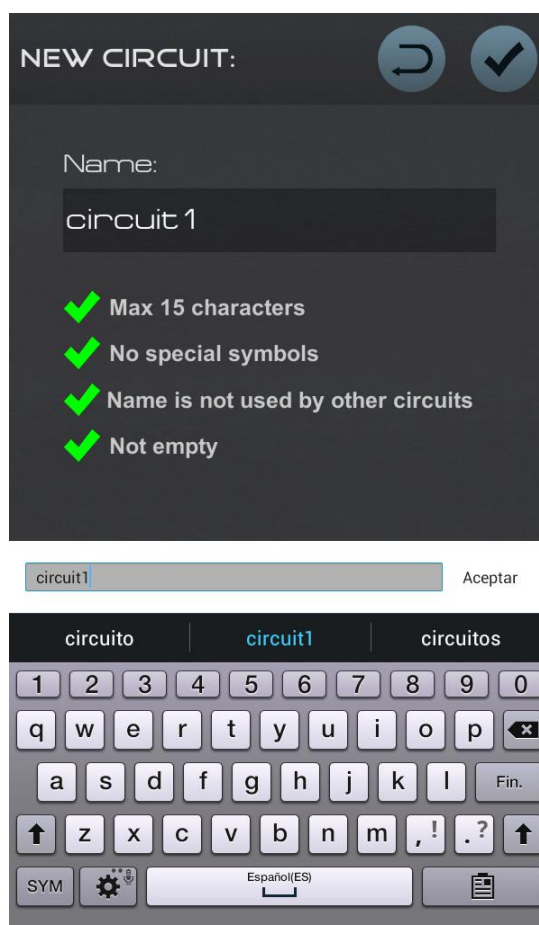 NEW CIRCUIT:
Name:
circuit1
Max 15 characters
No special symbols
Name is not used by other circuits
Not empty
circuit1 Aceptar
circuito circuit1 circuitos
1 2 3 4 5 6 7 8 9 0
q w e r t y u i o p
a s d f g h j k l Fin.
z x c v b n m , ! . ?
SYM Español(ES)